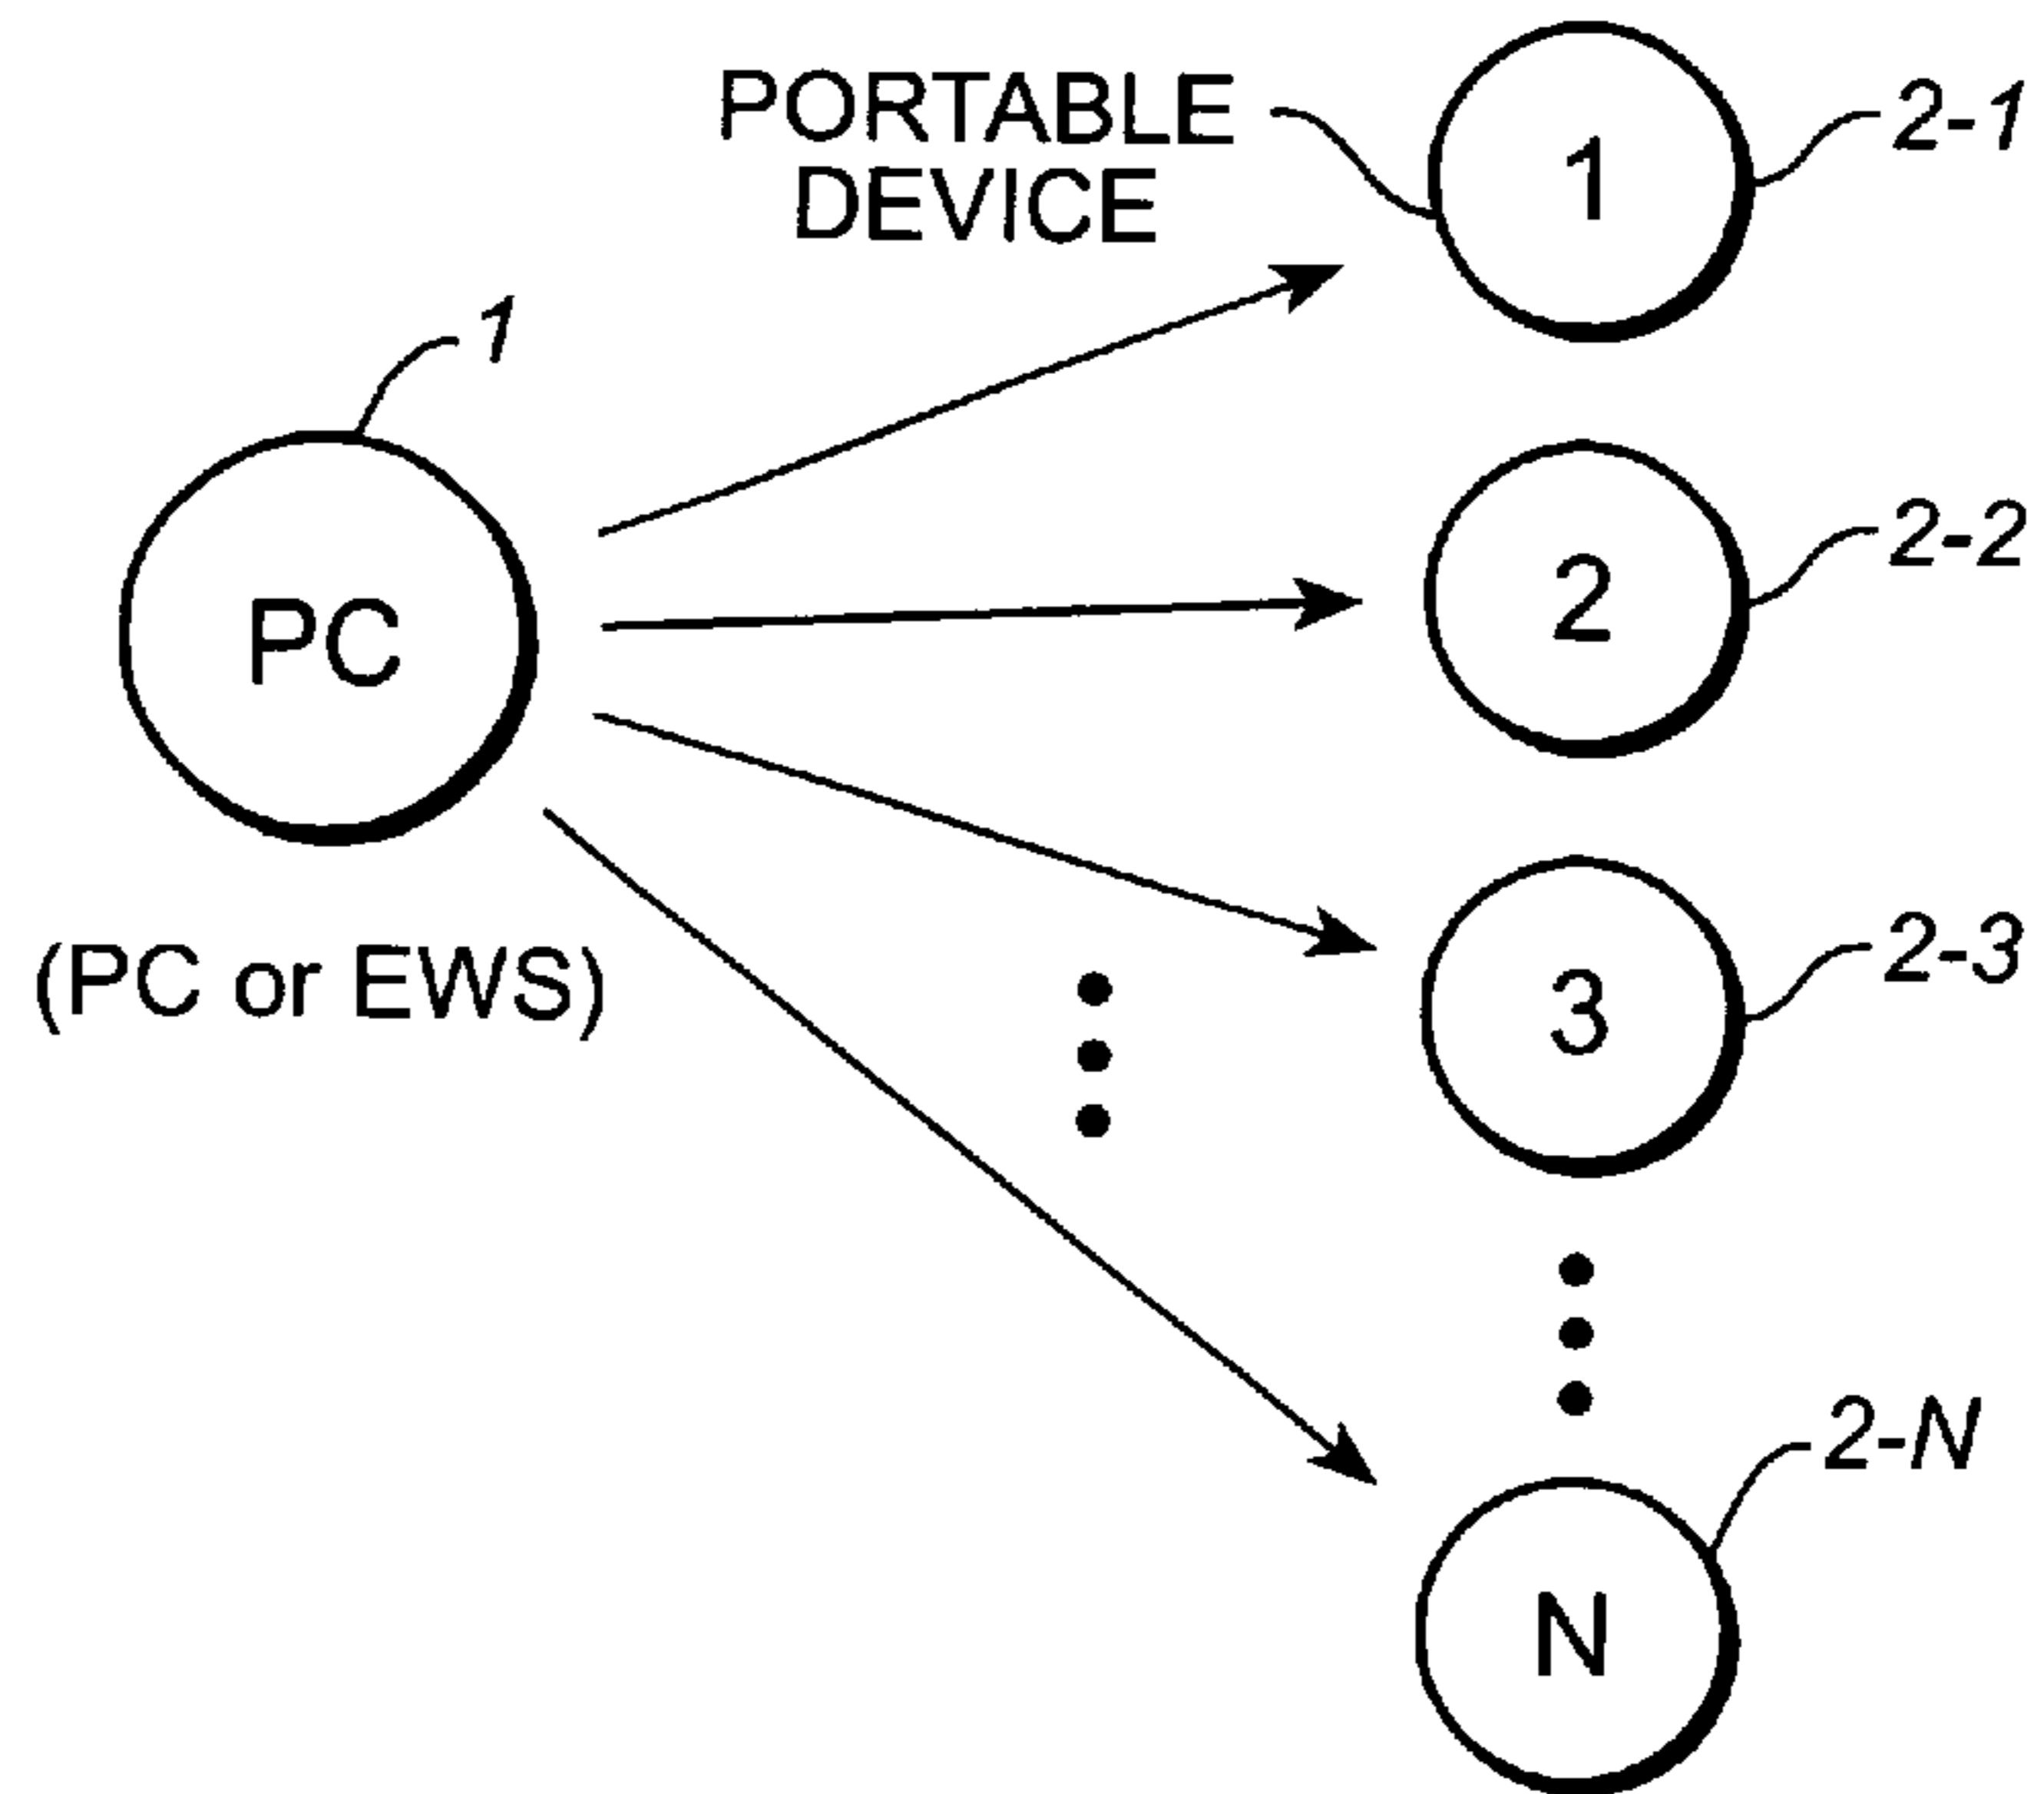 PORTABLE
DEVICE
1
2-1
1
PC
(PC or EWS)
2
2-2
3
2-3
2-N
N